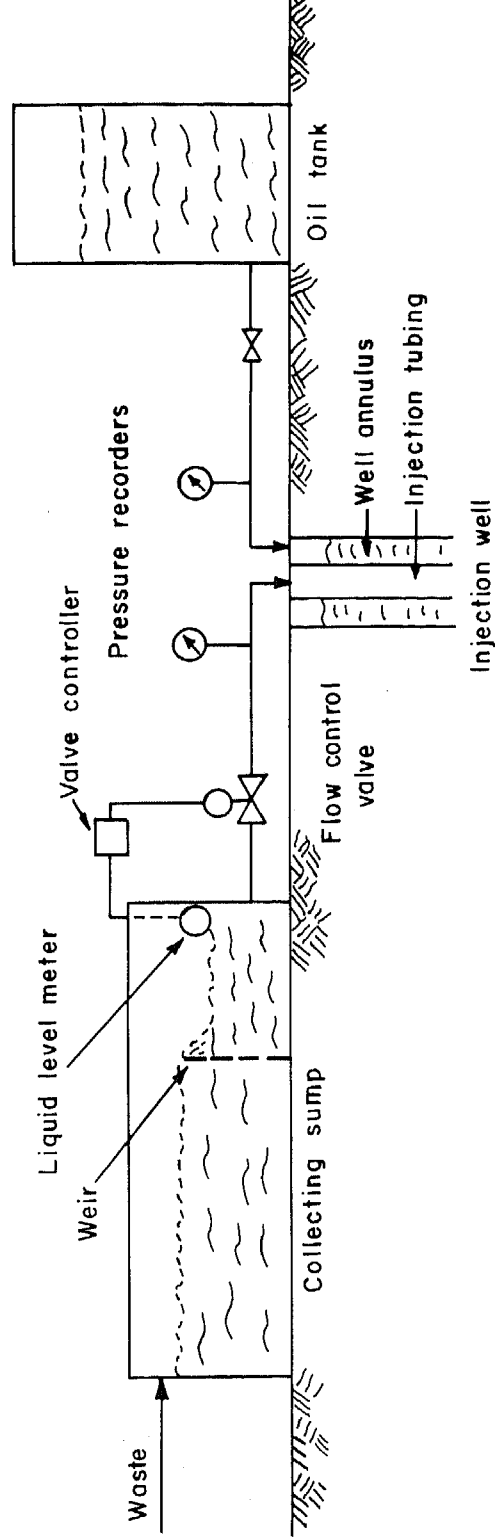 Waste
Weir
Liquid level meter
Valve controller
Pressure recorders
Collecting sump
Flow control
valve
Well annulus
Injection tubing
Injection well
Oil tank